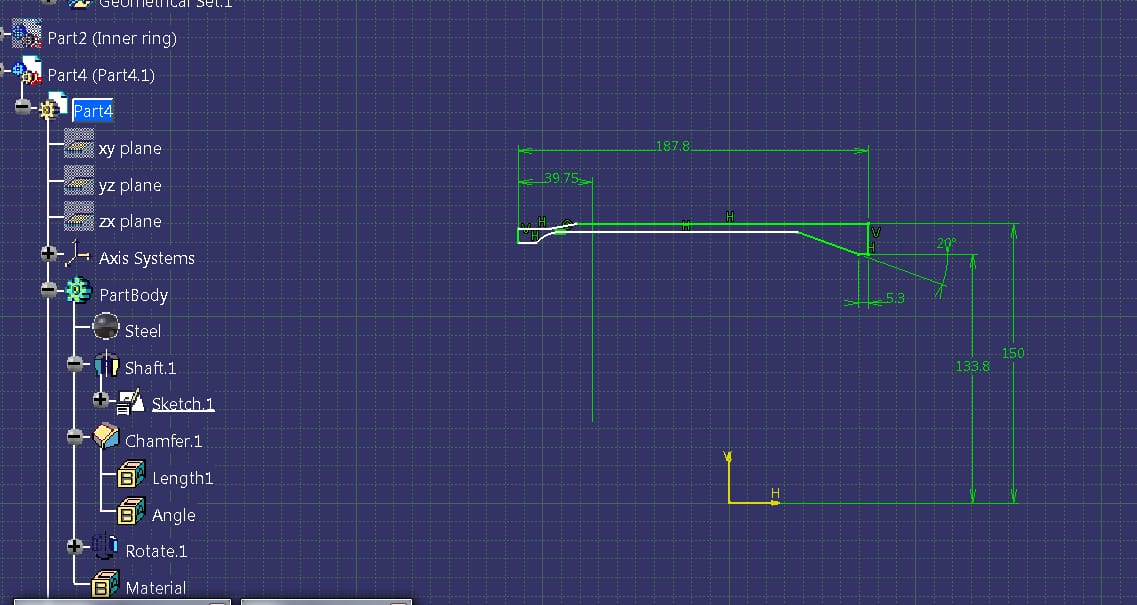 Geometrical Set.1
Part2 (Inner ring)
Part4 (Part4.1)
Part4
xy plane
yz plane
zx plane
Axis Systems
PartBody
Steel
Shaft.1
Sketch.1
Chamfer.1
Length1
Angle
Rotate.1
Material
187.8
39.75
H
H
H
V
H
V
H
20°
5.3
150
133.8
V
H